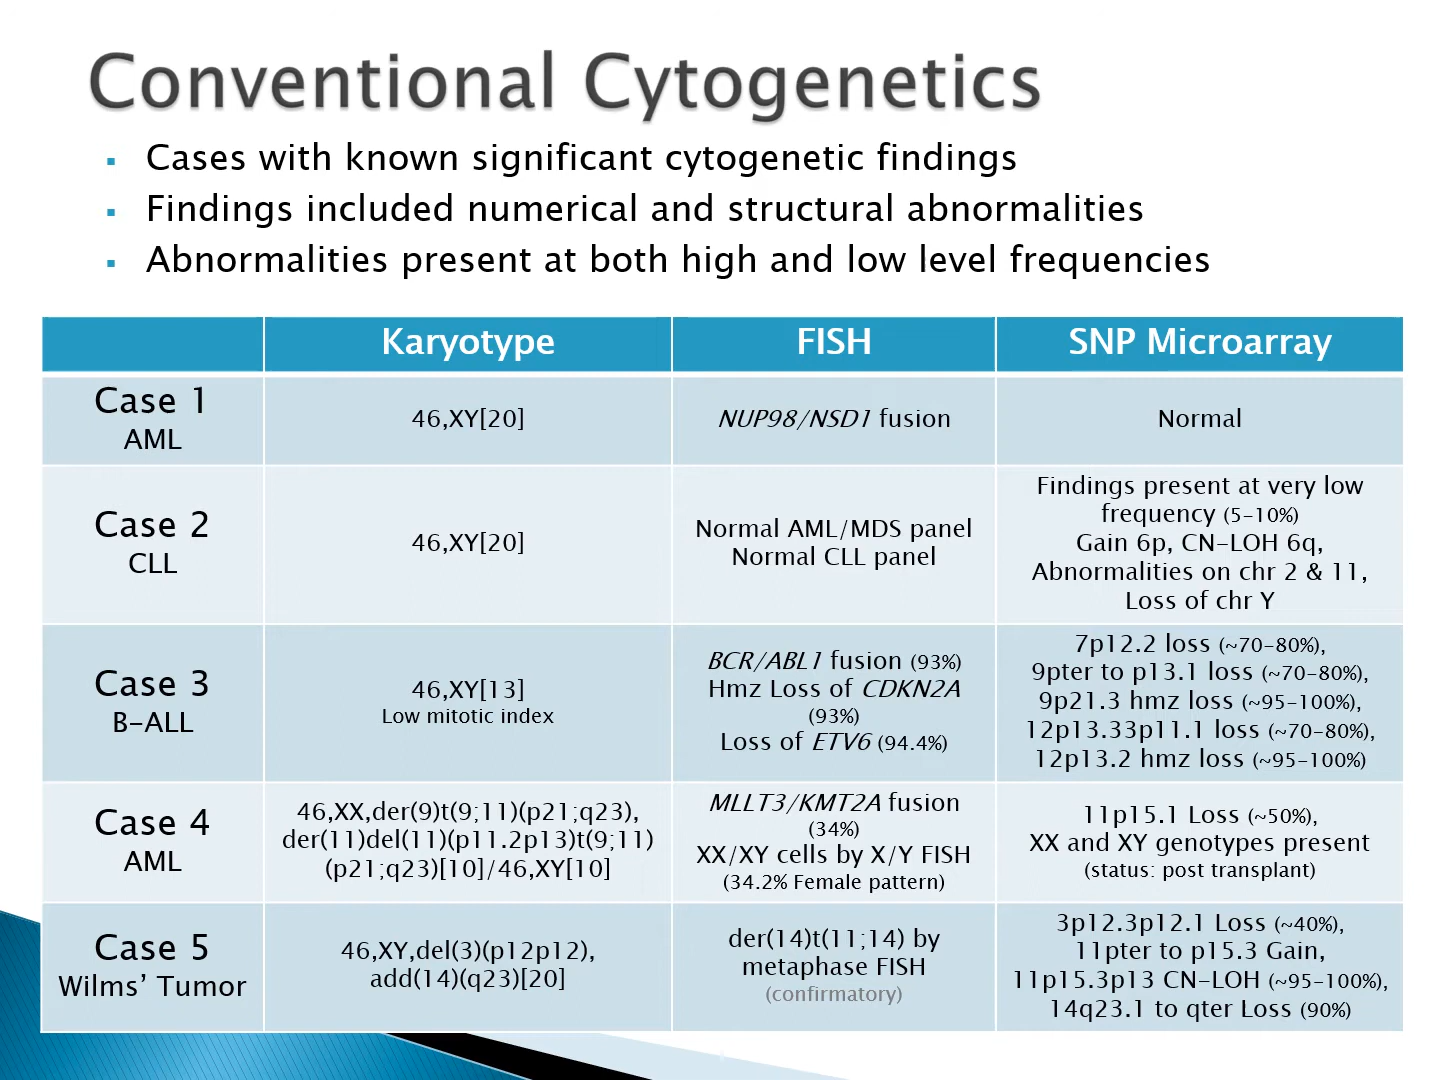 Conventional Cytogenetics
▪ Cases with known significant cytogenetic findings
▪ Findings included numerical and structural abnormalities
▪ Abnormalities present at both high and low level frequencies
Karyotype
FISH
SNP Microarray
Case 1
AML
46,XY[20]
NUP98/NSD1 fusion
Normal
Case 2
CLL
46,XY[20]
Normal AML/MDS panel
Normal CLL panel
Findings present at very low
frequency (5-10%)
Gain 6p, CN-LOH 6q,
Abnormalities on chr 2 & 11,
Loss of chr Y
Case 3
B-ALL
46,XY[13]
Low mitotic index
BCR/ABL1 fusion (93%)
Hmz Loss of CDKN2A
(93%)
Loss of ETV6 (94.4%)
7p12.2 loss (~70-80%),
9pter to p13.1 loss (~70-80%),
9p21.3 hmz loss (~95-100%),
12p13.33p11.1 loss (~70-80%),
12p13.2 hmz loss (~95-100%)
Case 4
AML
46,XX,der(9)t(9;11)(p21;q23),
der(11)del(11)(p11.2p13)t(9;11)
(p21;q23)[10]/46,XY[10]
MLLT3/KMT2A fusion
(34%)
XX/XY cells by X/Y FISH
(34.2% Female pattern)
11p15.1 Loss (~50%),
XX and XY genotypes present
(status: post transplant)
Case 5
Wilms' Tumor
46,XY,del(3)(p12p12),
add(14)(q23)[20]
der(14)t(11;14) by
metaphase FISH
(confirmatory)
3p12.3p12.1 Loss (~40%),
11pter to p15.3 Gain,
11p15.3p13 CN-LOH (~95-100%),
14q23.1 to qter Loss (90%)